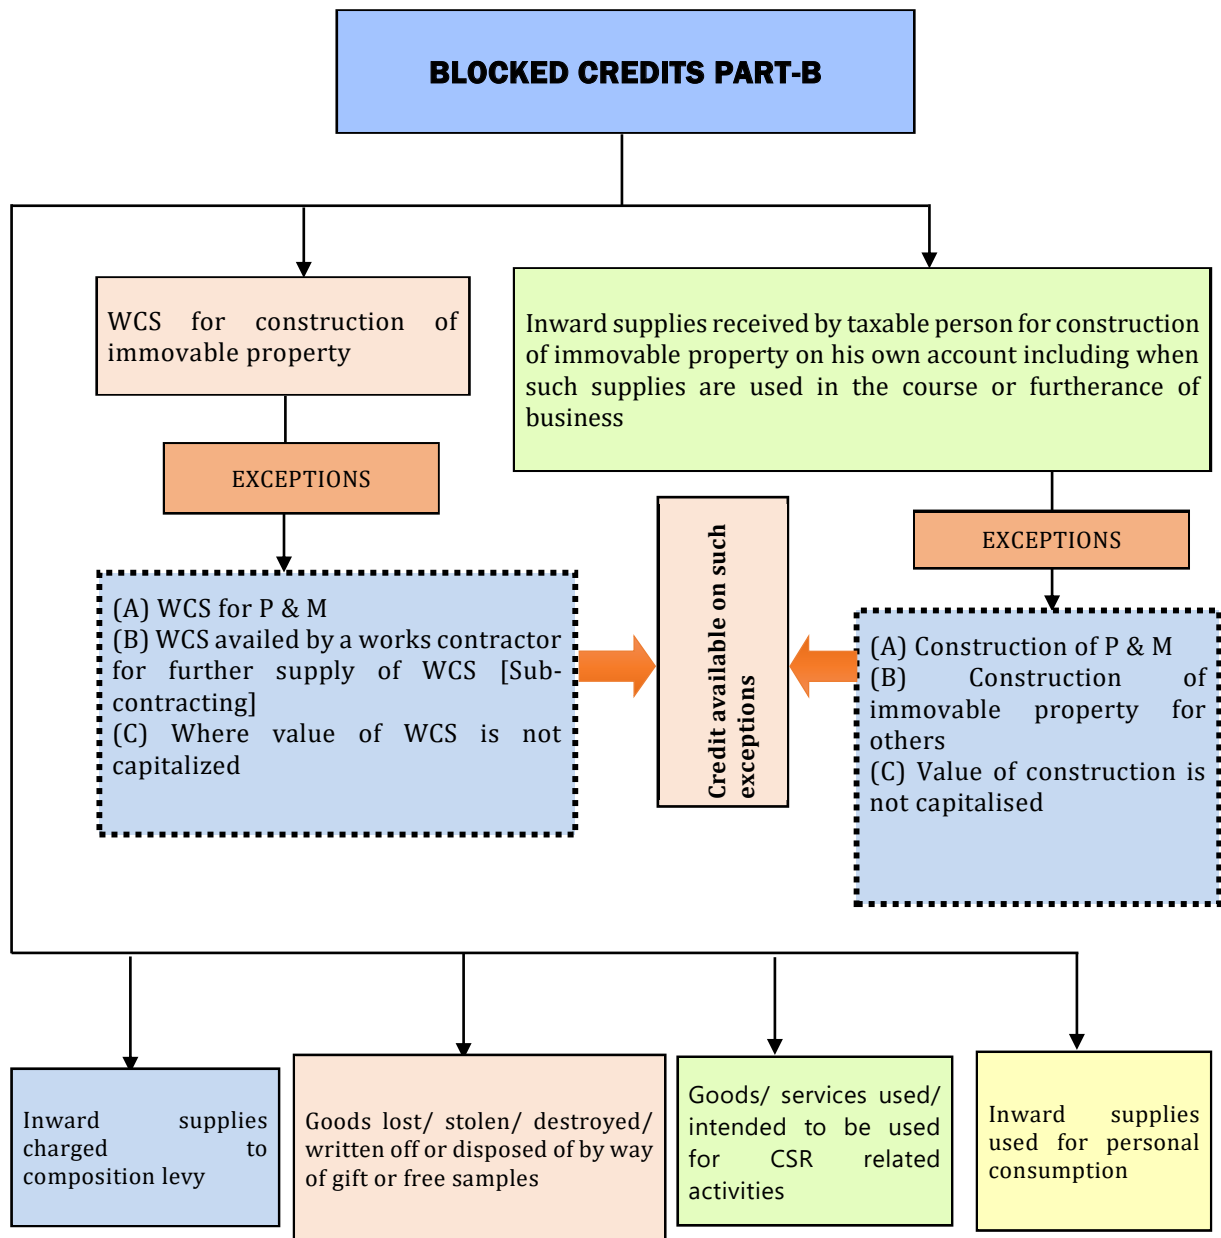 BLOCKED CREDITS PART-B
WCS for construction of
immovable property
Inward supplies received by taxable person for construction
of immovable property on his own account including when
such supplies are used in the course or furtherance of
business
EXCEPTIONS
EXCEPTIONS
(A) WCS for P & M
(B) WCS availed by a works contractor
for further supply of WCS [Sub-
contracting]
(C) Where value of WCS is not
capitalized
Credit available on such
exceptions
(A) Construction of P & M
(B) Construction of
immovable property for
others
(C) Value of construction is
not capitalised
Inward supplies
charged to
composition levy
Goods lost/ stolen/ destroyed/
written off or disposed of by way
of gift or free samples
Goods/ services used/
intended to be used
for CSR related
activities
Inward supplies
used for personal
consumption